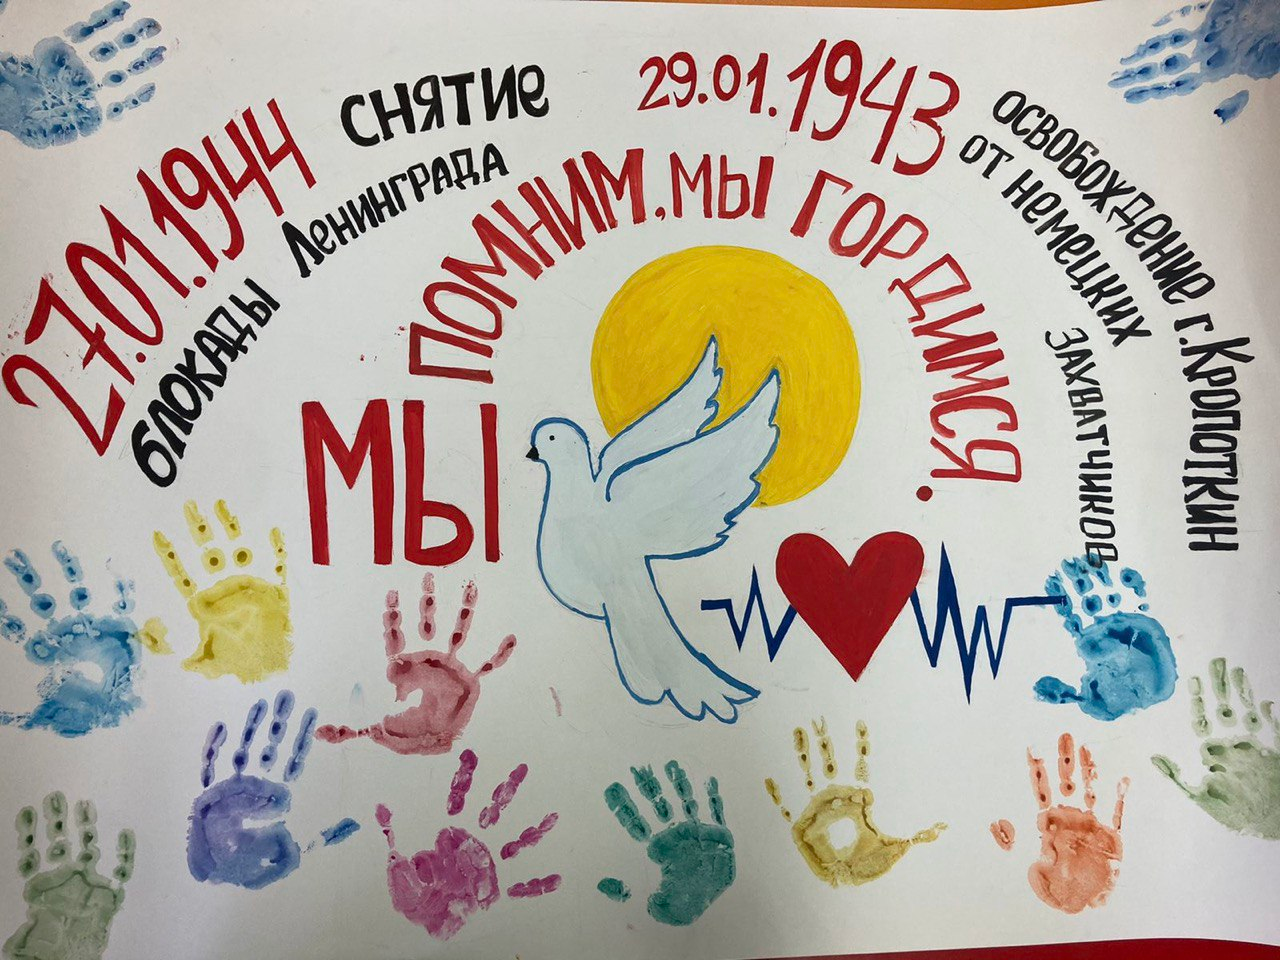 27.01.1944
снятие
блокады Ленинграда
29.01.1943
освобождение г. Кропоткин
от немецких
захватчиков
Мы
помним, мы гордимся.